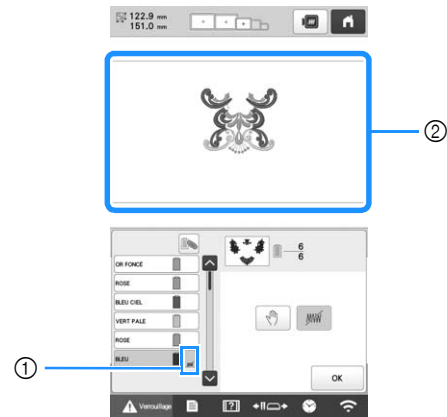 122.9 mm
151.0 mm
②
6
6
OR FONCE
ROSE
BLEU CIEL
VERT PALE
ROSE
BLEU
①
OK
Verrouillage
[?]